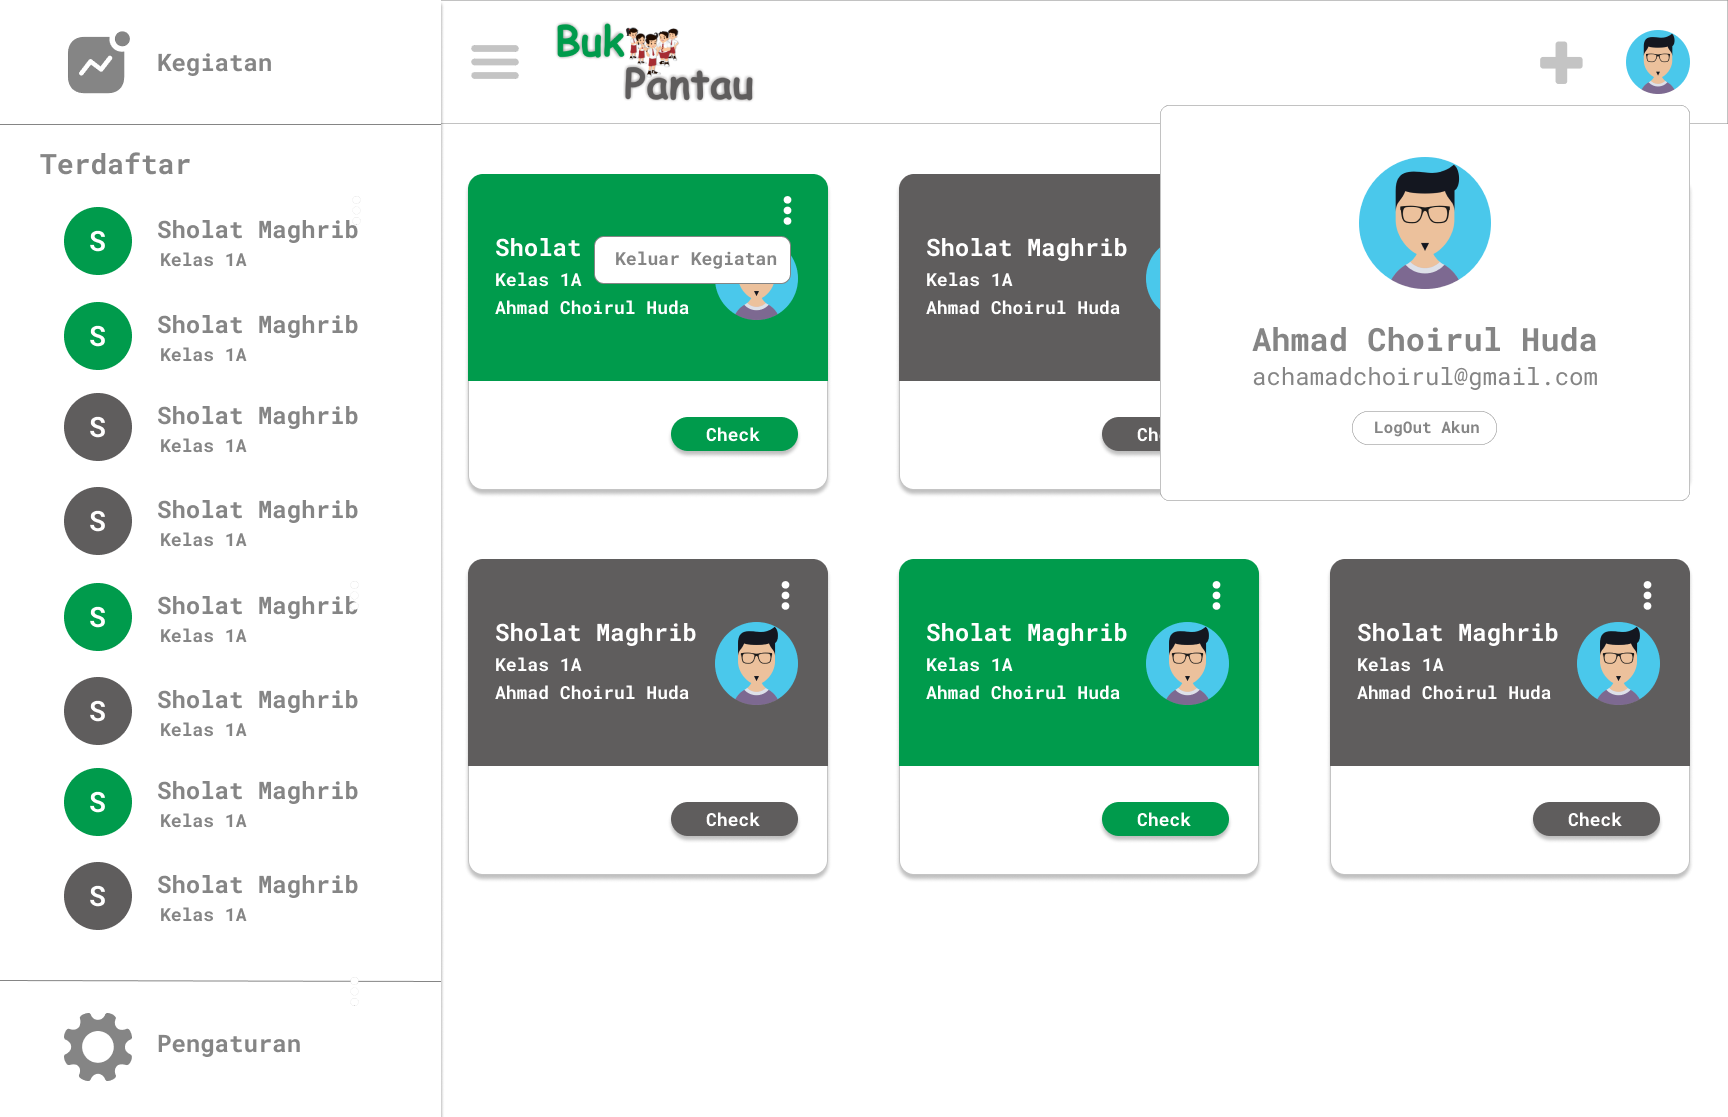 Kegiatan
Terdaftar
S
Sholat Maghrib
Kelas 1A
S
Sholat Maghrib
Kelas 1A
S
Sholat Maghrib
Kelas 1A
S
Sholat Maghrib
Kelas 1A
S
Sholat Maghrib
Kelas 1A
S
Sholat Maghrib
Kelas 1A
S
Sholat Maghrib
Kelas 1A
S
Sholat Maghrib
Kelas 1A
Pengaturan
Buk
Pantau
Sholat
Keluar Kegiatan
Kelas 1A
Ahmad Choirul Huda
Check
Sholat Maghrib
Kelas 1A
Ahmad Choirul Huda
Ahmad Choirul Huda
achamadchoirul@gmail.com
LogOut Akun
Sholat Maghrib
Kelas 1A
Ahmad Choirul Huda
Check
Sholat Maghrib
Kelas 1A
Ahmad Choirul Huda
Check
Sholat Maghrib
Kelas 1A
Ahmad Choirul Huda
Check